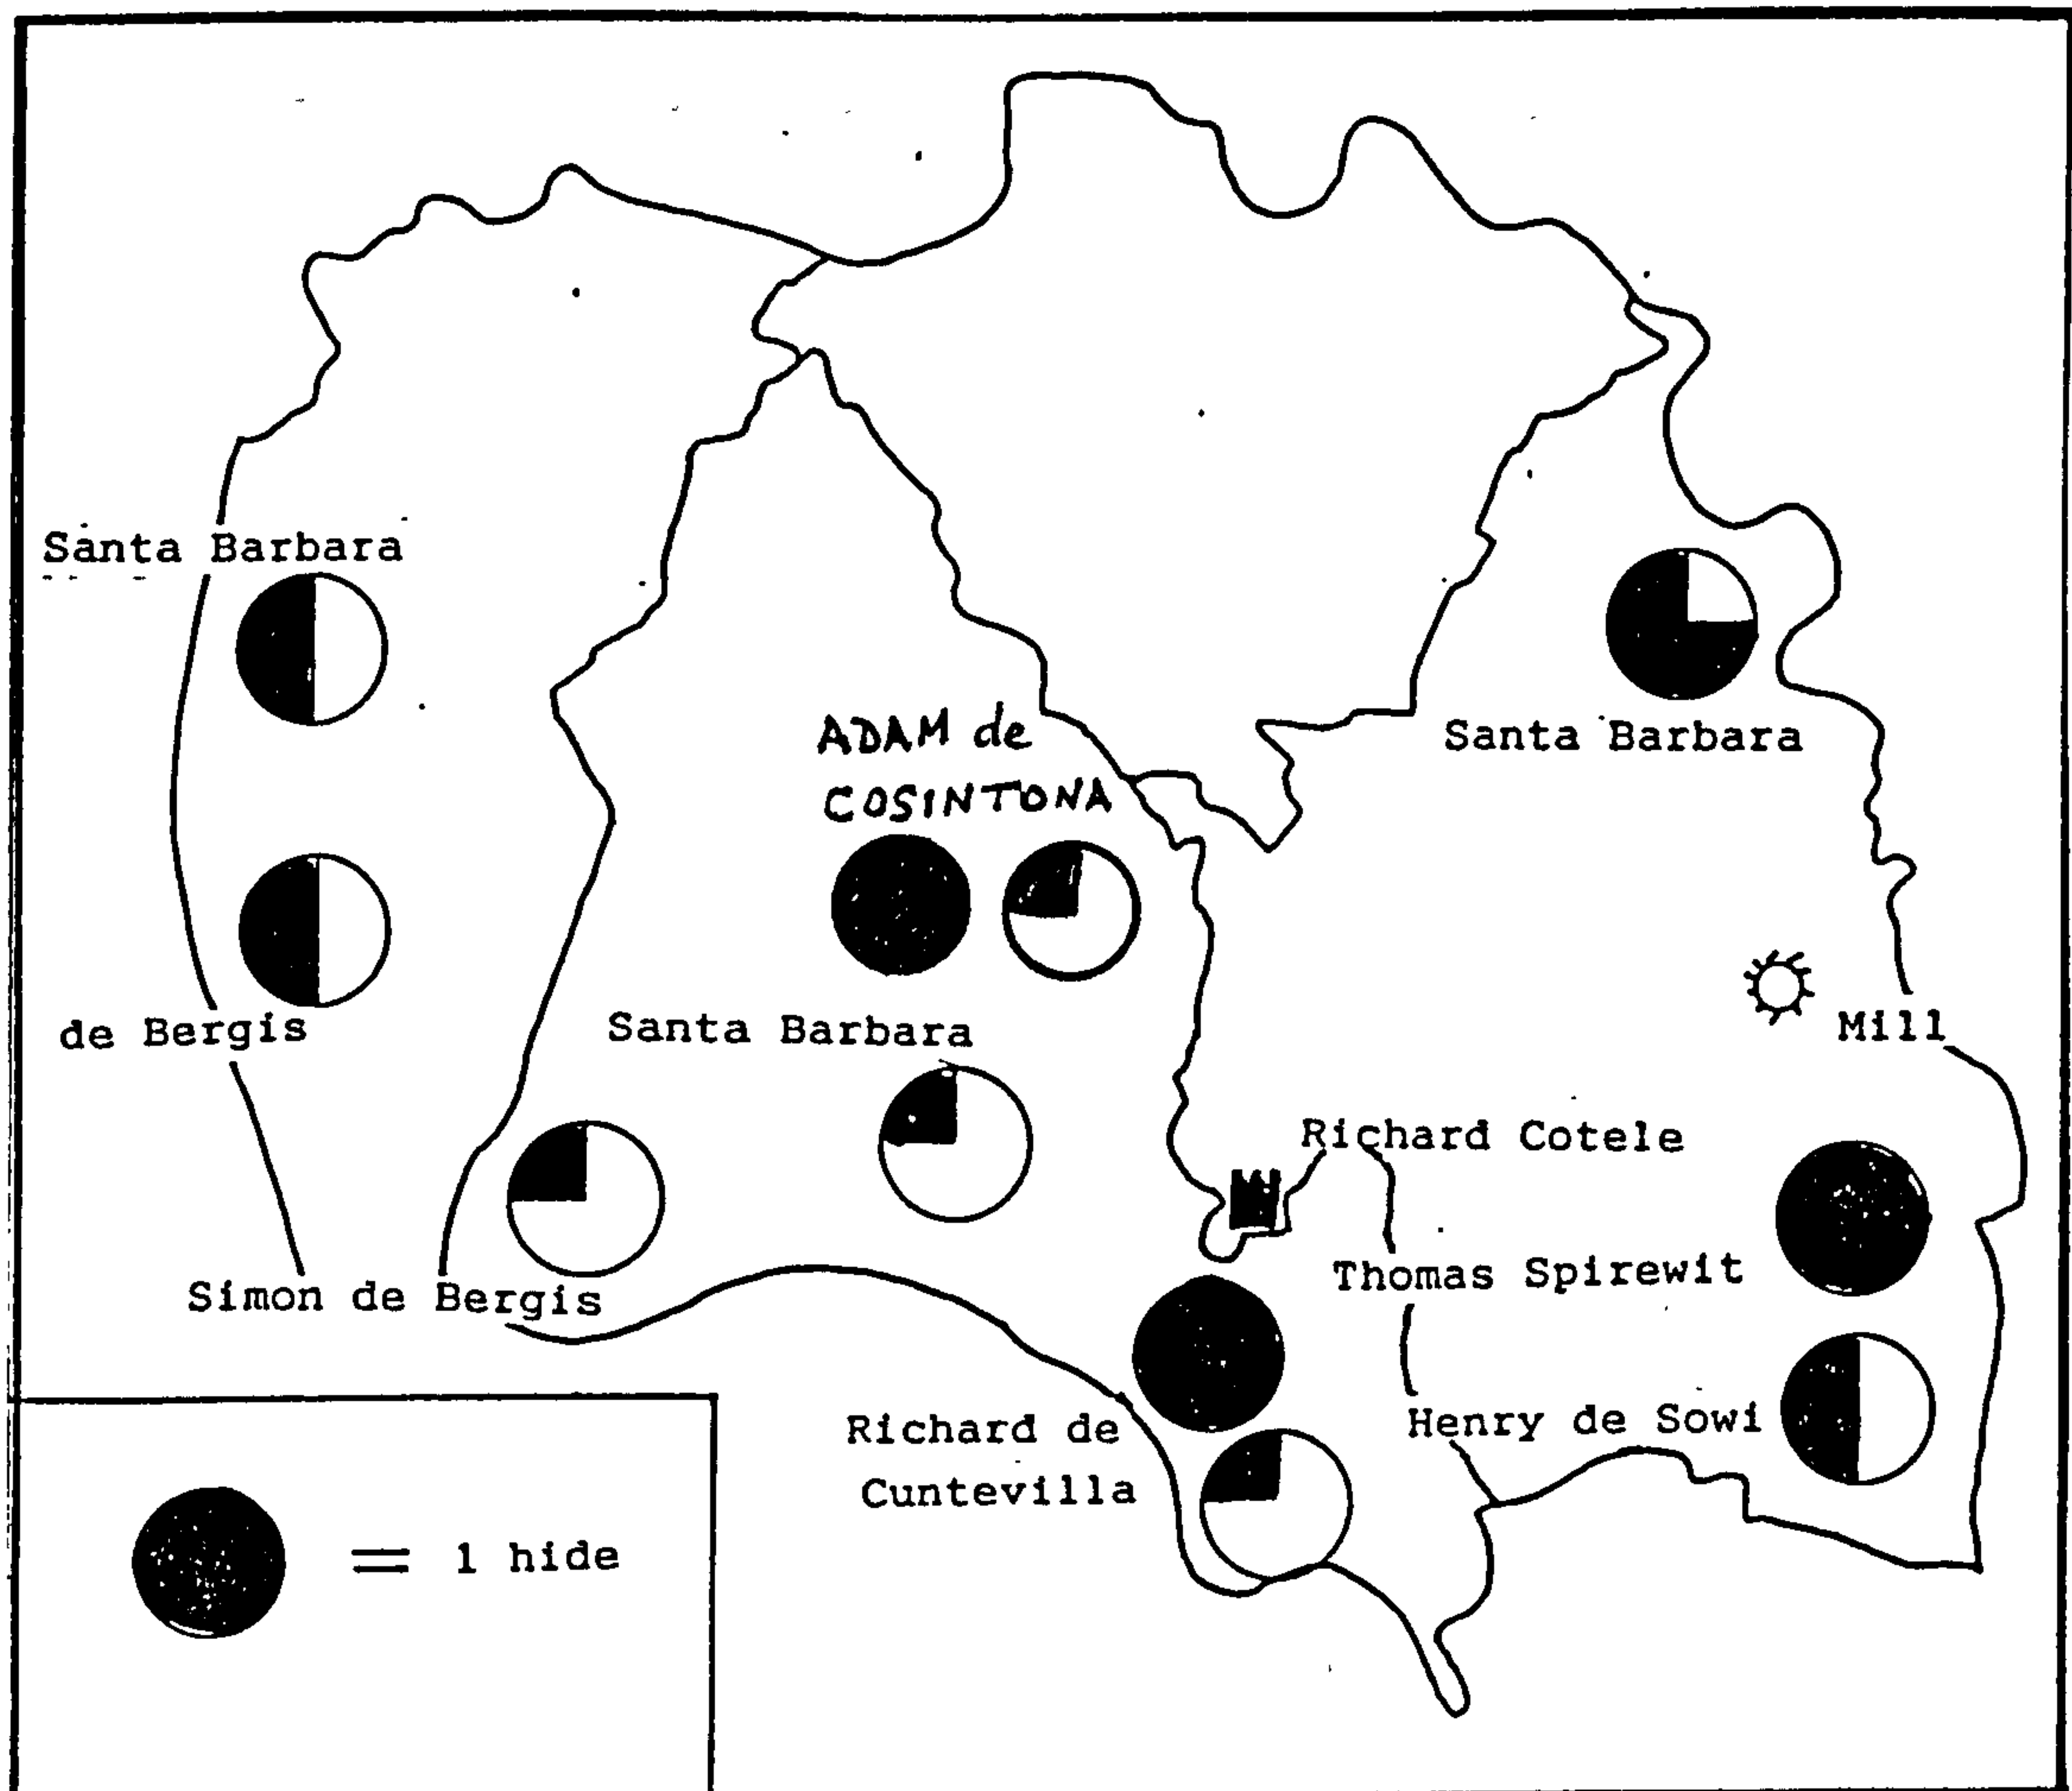 Santa Barbara
Santa Barbara
ADAM de
COSINTONA
de Bergis
Santa Barbara
Mill
Richard Cotele
Thomas Spirewit
Simon de Bergis
Richard de
Cuntevilla
Henry de Sowi
= 1 hide